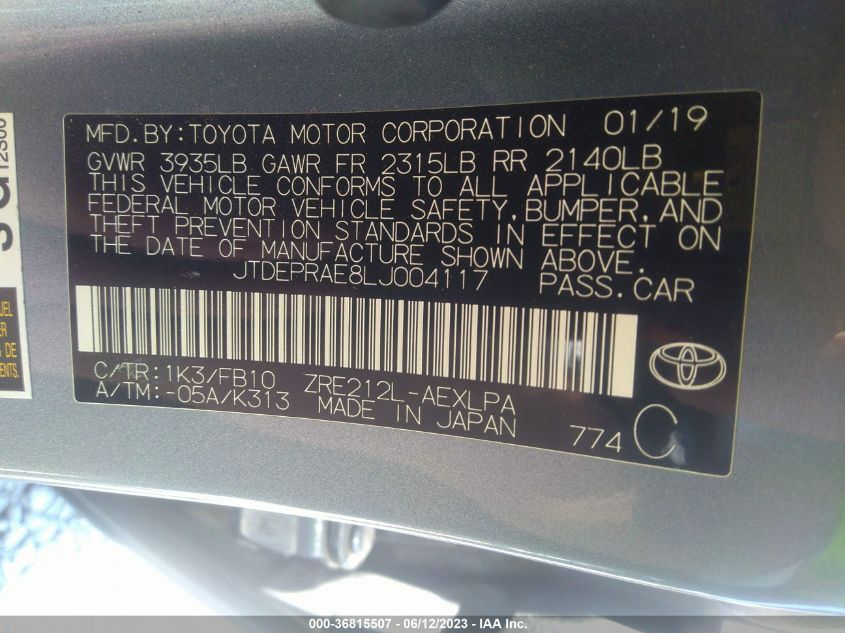 MFD.BY:TOYOTA MOTOR CORPORATION 01/19
GVWR 3935LB GAWR FR 2315LB RR 2140LB
THIS VEHICLE CONFORMS TO ALL APPLICABLE
FEDERAL MOTOR VEHICLE SAFETY,BUMPER,AND
THEFT PREVENTION STANDARDS IN EFFECT ON
THE DATE OF MANUFACTURE SHOWN ABOVE.
JTDEPRAE8LJ004117 PASS.CAR
C/TR:1K3/FB10 ZRE212L-AEXLPA
A/TM:-05A/K313 MADE IN JAPAN
774 C
DE
000-36815507 - 06/12/2023 - IAA Inc.